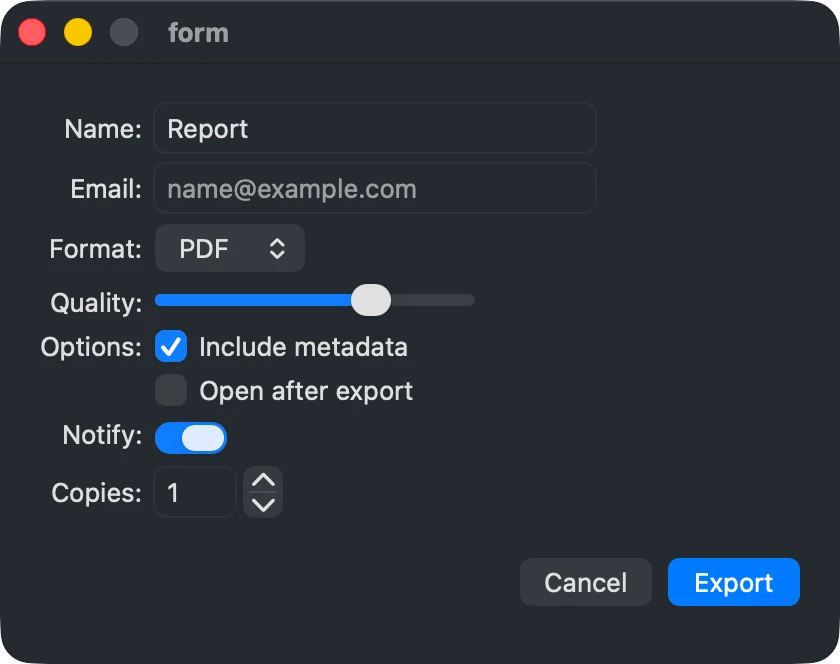 form
Name: Report
Email: name@example.com
Format: PDF
Quality:
Options: Include metadata
Open after export
Notify:
Copies: 1
Cancel Export